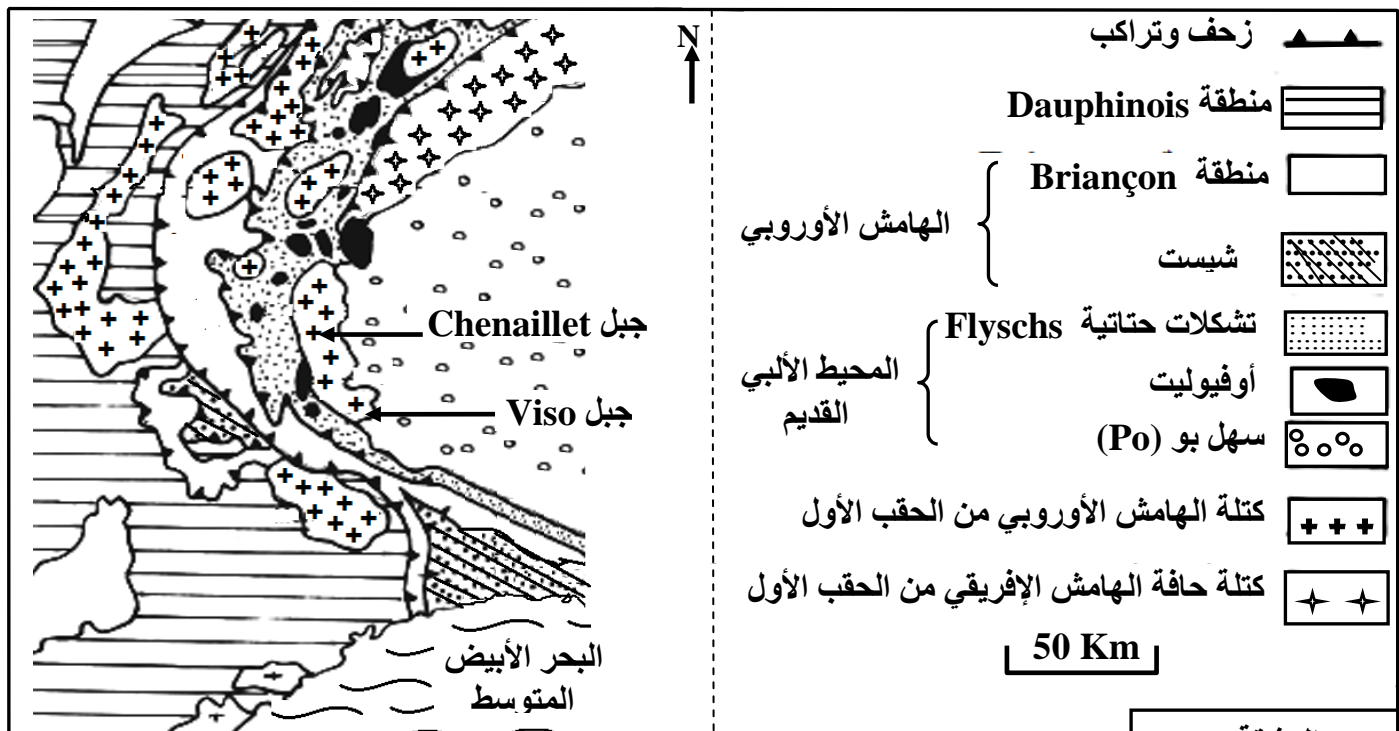 N
جبل Chenaillet
جبل Viso
البحر الأبيض
المتوسط
زحف وتراكب
منطقة Dauphinois
منطقة Briançon
الهامش الأوروبي
شيست
تشكلات حتاتية Flyschs
المحيط الألبي
القديم
أوفيوليت
سهل بو (Po)
كتلة الهامش الأوروبي من الحقب الأول
كتلة حافة الهامش الإفريقي من الحقب الأول
50 Km